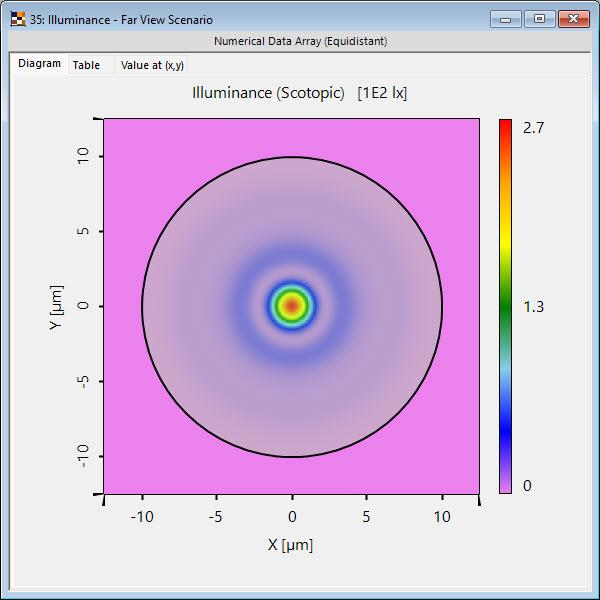 35: Illuminance - Far View Scenario
Numerical Data Array (Equidistant)
Diagram Table Value at (x,y)
Illuminance (Scotopic) [1E2 lx]
2.7
10
5
1.3
0
Y [µm]
-5
-10
0
-10 -5 0 5 10
X [µm]